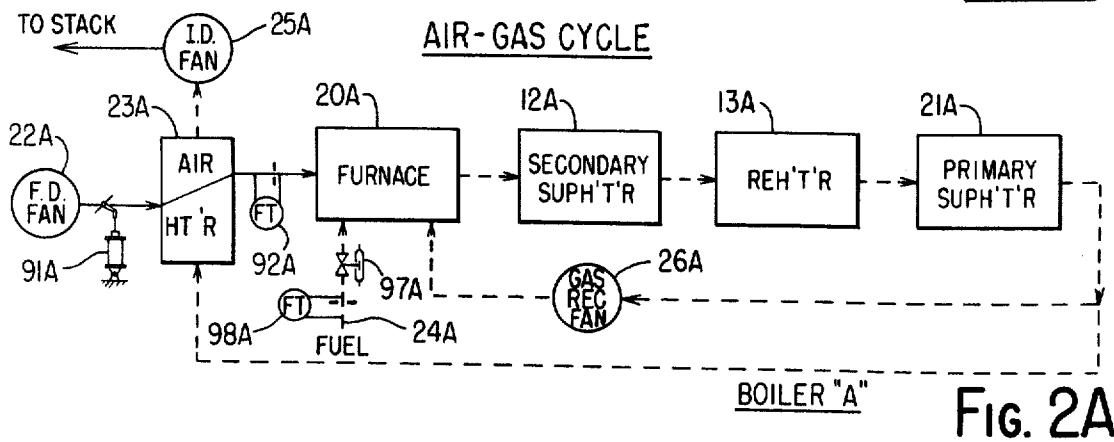 TO STACK
I.D.
FAN
25A
AIR-GAS CYCLE
22A
23A
20A
12A
13A
21A
F.D.
FAN
AIR
HT'R
FURNACE
SECONDARY
SUPH'T'R
REH'T'R
PRIMARY
SUPH'T'R
91A
FT
92A
97A
FT
98A
24A
FUEL
GAS
REC
FAN
26A
BOILER "A"
FIG. 2A